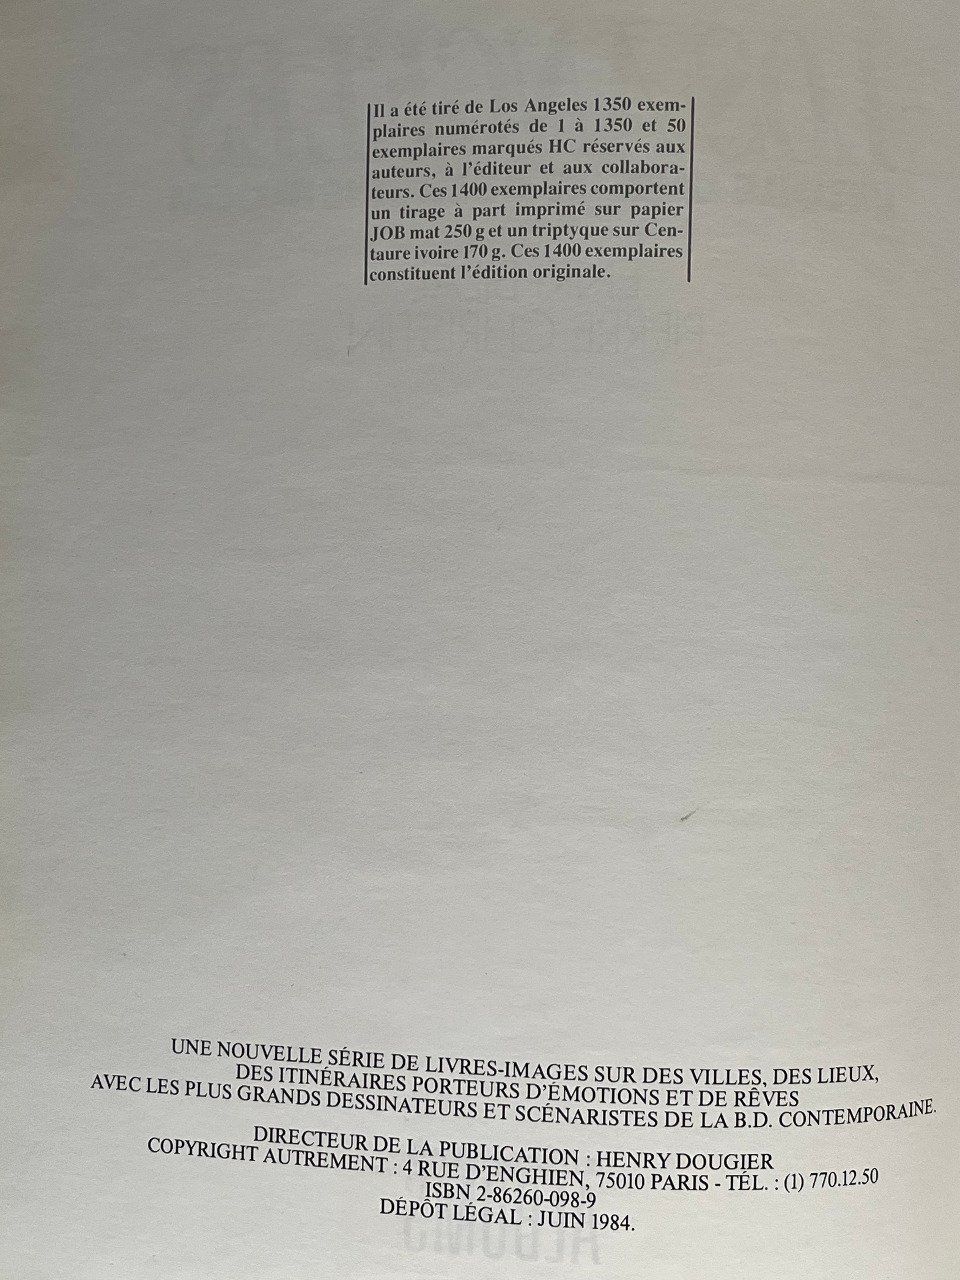 Il a été tiré de Los Angeles 1350 exem-
plaires numérotés de 1 à 1350 et 50
exemplaires marqués HC réservés aux
auteurs, à l'éditeur et aux collabora-
teurs. Ces 1400 exemplaires comportent
un tirage à part imprimé sur papier
JOB mat 250 g et un triptyque sur Cen-
taure ivoire 170 g. Ces 1400 exemplaires
constituent l'édition originale.
UNE NOUVELLE SÉRIE DE LIVRES-IMAGES SUR DES VILLES, DES LIEUX,
DES ITINÉRAIRES PORTEURS D'ÉMOTIONS ET DE RÊVES
AVEC LES PLUS GRANDS DESSINATEURS ET SCÉNARISTES DE LA B.D. CONTEMPORAINE.
DIRECTEUR DE LA PUBLICATION : HENRY DOUGIER
COPYRIGHT AUTREMENT : 4 RUE D'ENGHIEN, 75010 PARIS - TÉL. : (1) 770.12.50
ISBN 2-86260-098-9
DÉPÔT LÉGAL : JUIN 1984.